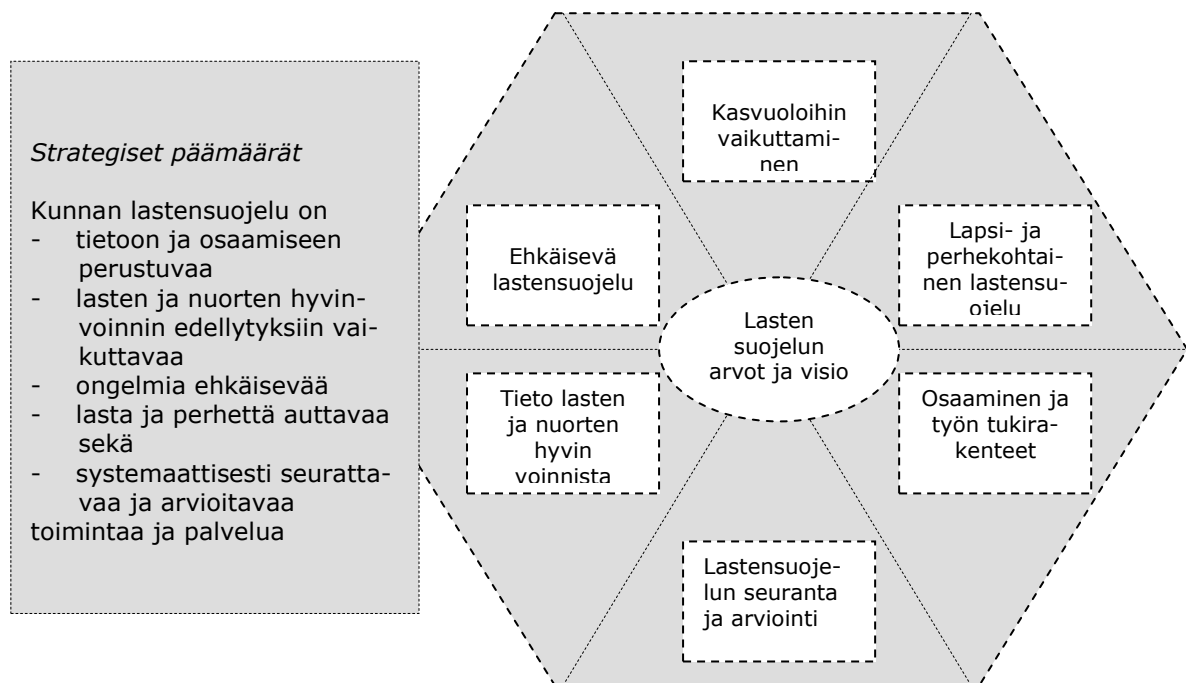 Strategiset päämäärät
Kunnan lastensuojelu on
- tietoon ja osaamiseen
perustuvaa
- lasten ja nuorten hyvin-
voinnin edellytyksiin vai-
kuttavaa
- ongelmia ehkäisevää
- lasta ja perhettä auttavaa
sekä
- systemaattisesti seuratta-
vaa ja arvioitavaa
toimintaa ja palvelua
Kasvuoloihin
vaikuttami-
nen
Ehkäisevä
lastensuojelu
Lapsi- ja
perhekohtai-
nen lastensu-
ojelu
Lasten
suojelun
arvot ja visio
Tieto lasten
ja nuorten
hyvin
voinnista
Osaaminen ja
työn tukira-
kenteet
Lastensuoje-
lun seuranta
ja arviointi